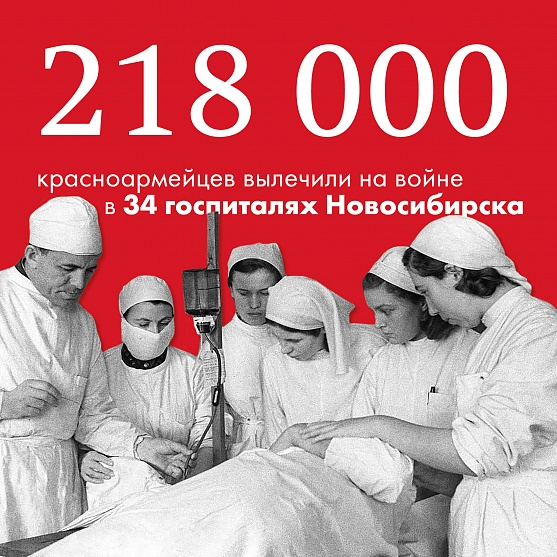 218 000
красноармейцев вылечили на войне
в 34 госпиталях Новосибирска